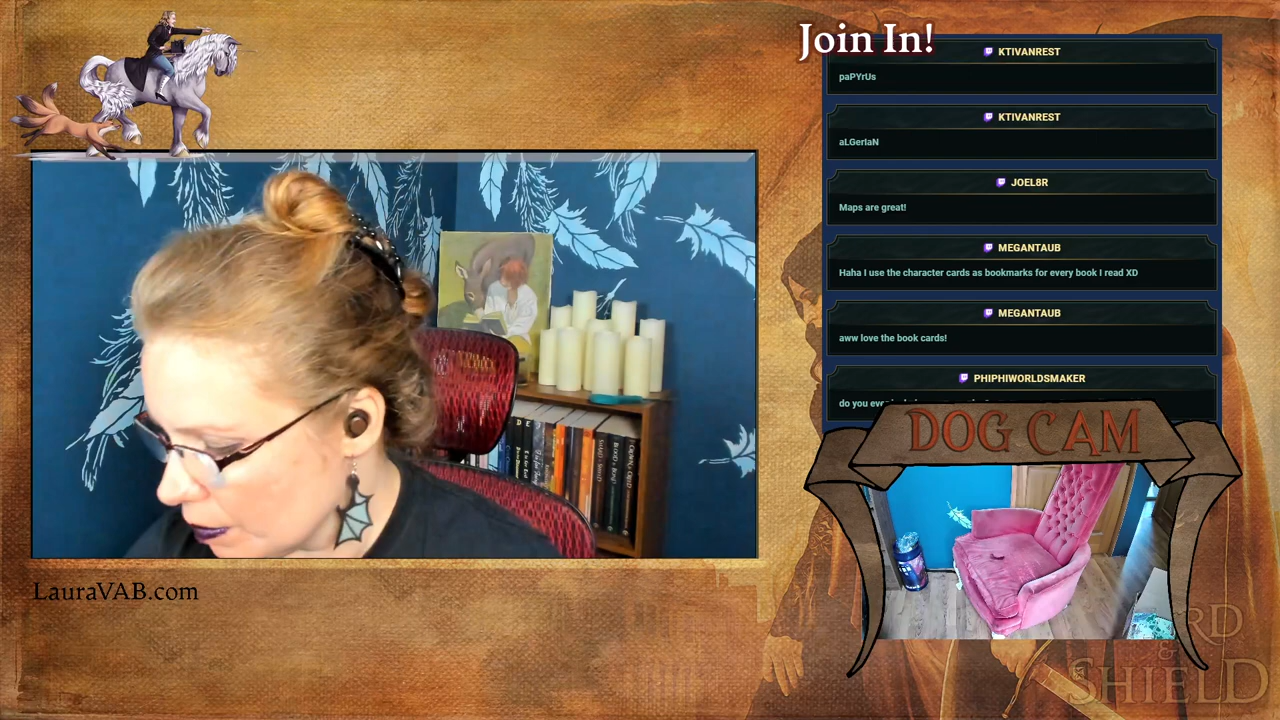 Join In!
KTIVANREST
paPYrUs
KTIVANREST
aLGerIaN
JOEL8R
Maps are great!
MEGANTAUB
Haha I use the character cards as bookmarks for every book I read XD
MEGANTAUB
aww love the book cards!
PHIPHIWORLDSMAKER
do you
DOG CAM
LauraVAB.com
&
SHIELD